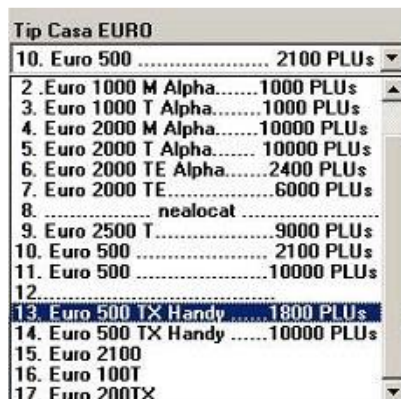 Tip Casa EURO
10. Euro 500 ...................... 2100 PLUs
2 .Euro 1000 M Alpha.......1000 PLUs
3. Euro 1000 T Alpha........1000 PLUs
4. Euro 2000 M Alpha.......10000 PLUs
5. Euro 2000 T Alpha....... 10000 PLUs
6. Euro 2000 TE Alpha.......2400 PLUs
7. Euro 2000 TE...................6000 PLUs
8. ..................... nealocat .......................
9. Euro 2500 T.....................9000 PLUs
10. Euro 500 ...................... 2100 PLUs
11. Euro 500 .....................10000 PLUs
12.......................................
13. Euro 500 TX Handy ......1800 PLUs
14. Euro 500 TX Handy ......10000 PLUs
15. Euro 2100
16. Euro 100T
17. Euro 200TX